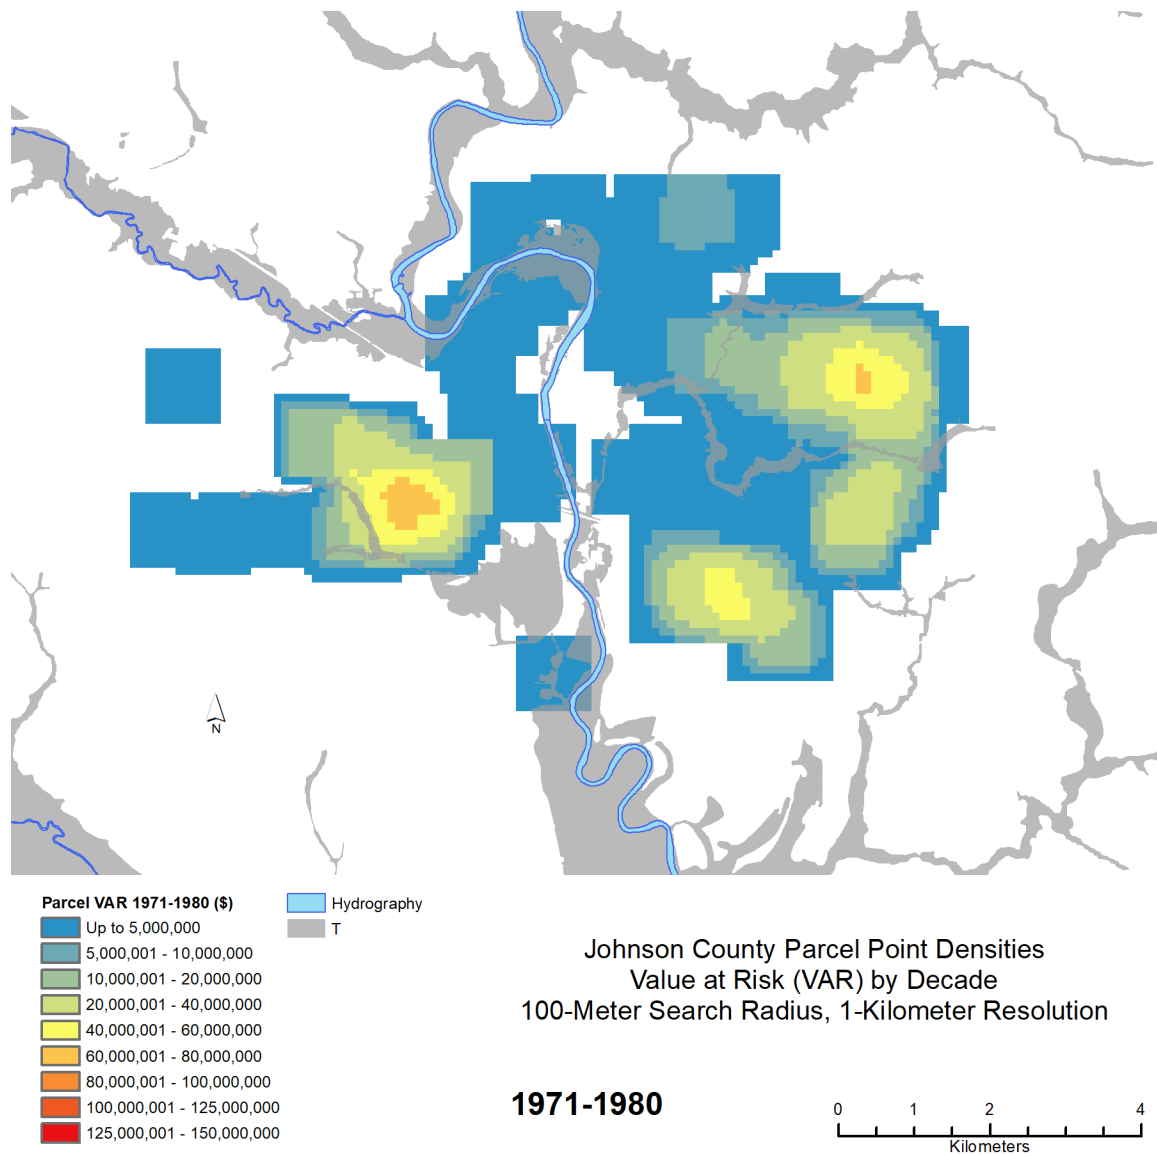 N
Parcel VAR 1971-1980 ($)
Up to 5,000,000
5,000,001 - 10,000,000
10,000,001 - 20,000,000
20,000,001 - 40,000,000
40,000,001 - 60,000,000
60,000,001 - 80,000,000
80,000,001 - 100,000,000
100,000,001 - 125,000,000
125,000,001 - 150,000,000
Hydrography
T
Johnson County Parcel Point Densities
Value at Risk (VAR) by Decade
100-Meter Search Radius, 1-Kilometer Resolution
1971-1980
0 1 2 4
Kilometers